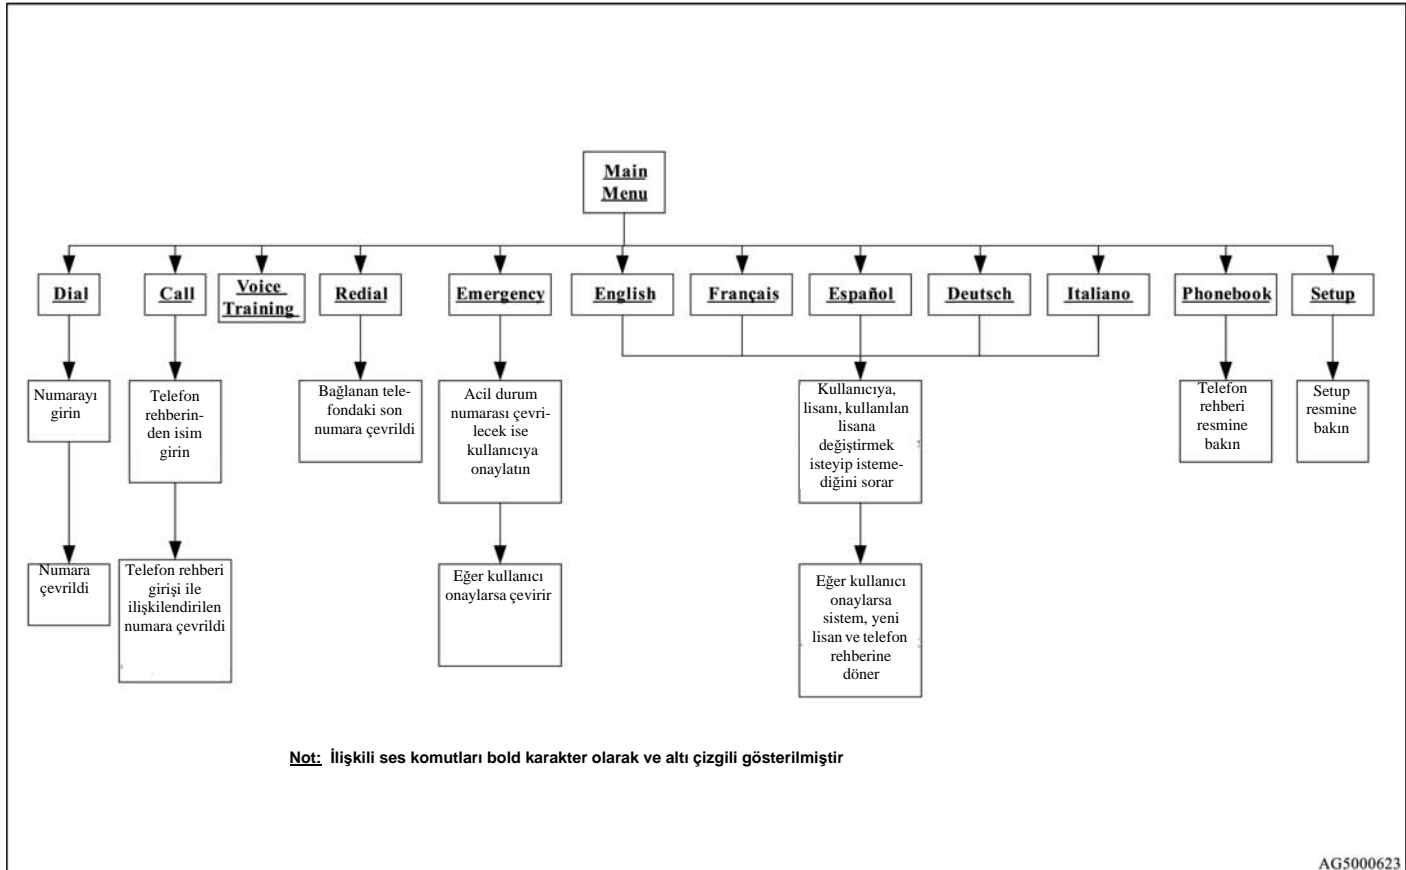 Main
Menu
Dial
Call
Voice
Training
Redial
Emergency
English
Français
Español
Deutsch
Italiano
Phonebook
Setup
Numarayı
girin
Telefon
rehberin-
den isim
girin
Bağlanan tele-
fondaki son
numara çevrildi
Acil durum
numarası çevri-
lecek ise
kullanıcıya
onaylatın
Kullanıcıya,
lisanı, kullanılan
lisana
değiştirmek
isteyip isteme-
diğini sorar
Telefon
rehberi
resmine
bakın
Setup
resmine
bakın
Numara
çevrildi
Telefon rehberi
girişi ile
ilişkilendirilen
numara çevrildi
Eğer kullanıcı
onaylarsa çevirir
Eğer kullanıcı
onaylarsa
sistem, yeni
lisan ve telefon
rehberine
döner
Not: İlişkili ses komutları bold karakter olarak ve altı çizgili gösterilmiştir
AG5000623